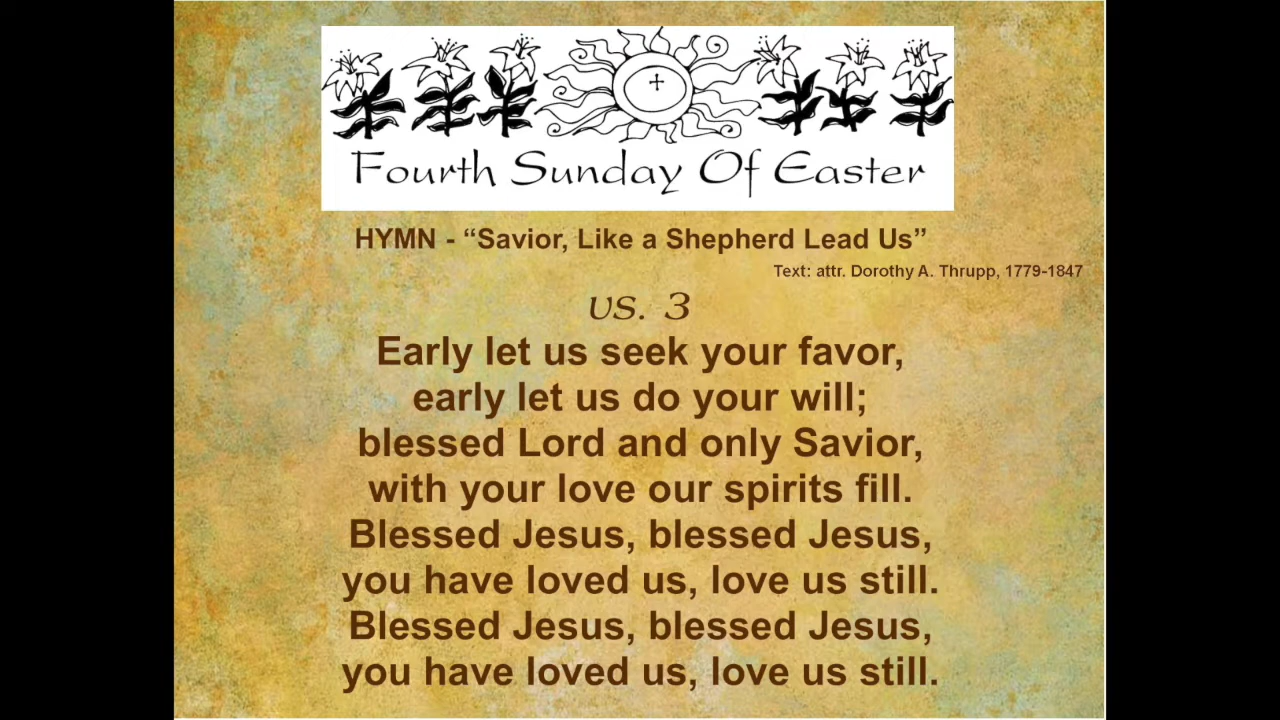 Fourth Sunday Of Easter
HYMN - “Savior, Like a Shepherd Lead Us”
Text: attr. Dorothy A. Thrupp, 1779-1847
vs. 3
Early let us seek your favor,
early let us do your will;
blessed Lord and only Savior,
with your love our spirits fill.
Blessed Jesus, blessed Jesus,
you have loved us, love us still.
Blessed Jesus, blessed Jesus,
you have loved us, love us still.